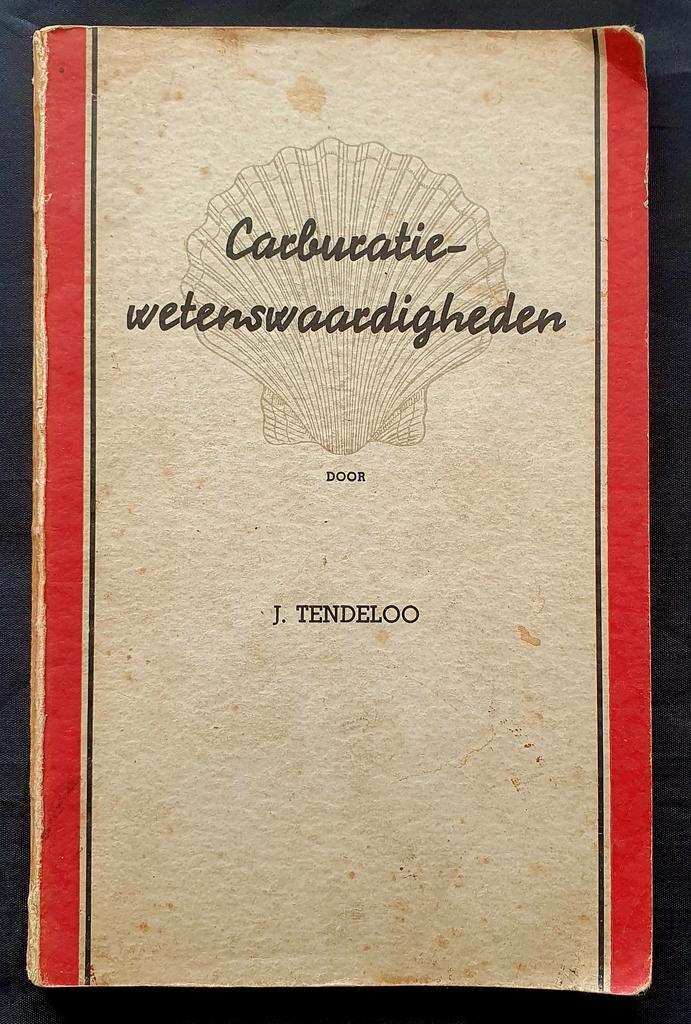 Carburatie-
wetenswaardigheden
DOOR
J. TENDELOO